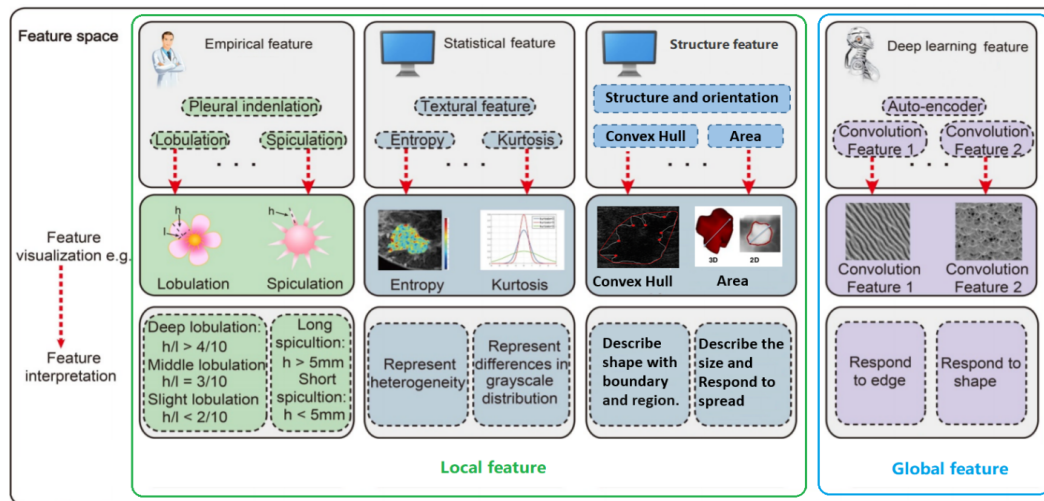 Feature space
Empirical feature
Pleural indenlation
Lobulation
Spiculation
. . .
Statistical feature
Textural feature
Entropy
Kurtosis
. . .
Structure feature
Structure and orientation
Convex Hull
Area
. . .
Deep learning feature
Auto-encoder
Convolution
Feature 1
Convolution
Feature 2
. . .
Feature
visualization e.g.
h
l
Lobulation
h
Spiculation
Entropy
Kurtosis
Convex Hull
3D
2D
Area
Convolution
Feature 1
Convolution
Feature 2
Feature
interpretation
Deep lobulation:
h/l > 4/10
Middle lobulation
h/l = 3/10
Slight lobulation
h/l < 2/10
Long
spicultion:
h > 5mm
Short
spicultion:
h < 5mm
Represent
heterogeneity
Represent
differences in
grayscale
distribution
Describe
shape with
boundary
and region.
Describe the
size and
Respond to
spread
Respond
to edge
Respond to
shape
Local feature
Global feature